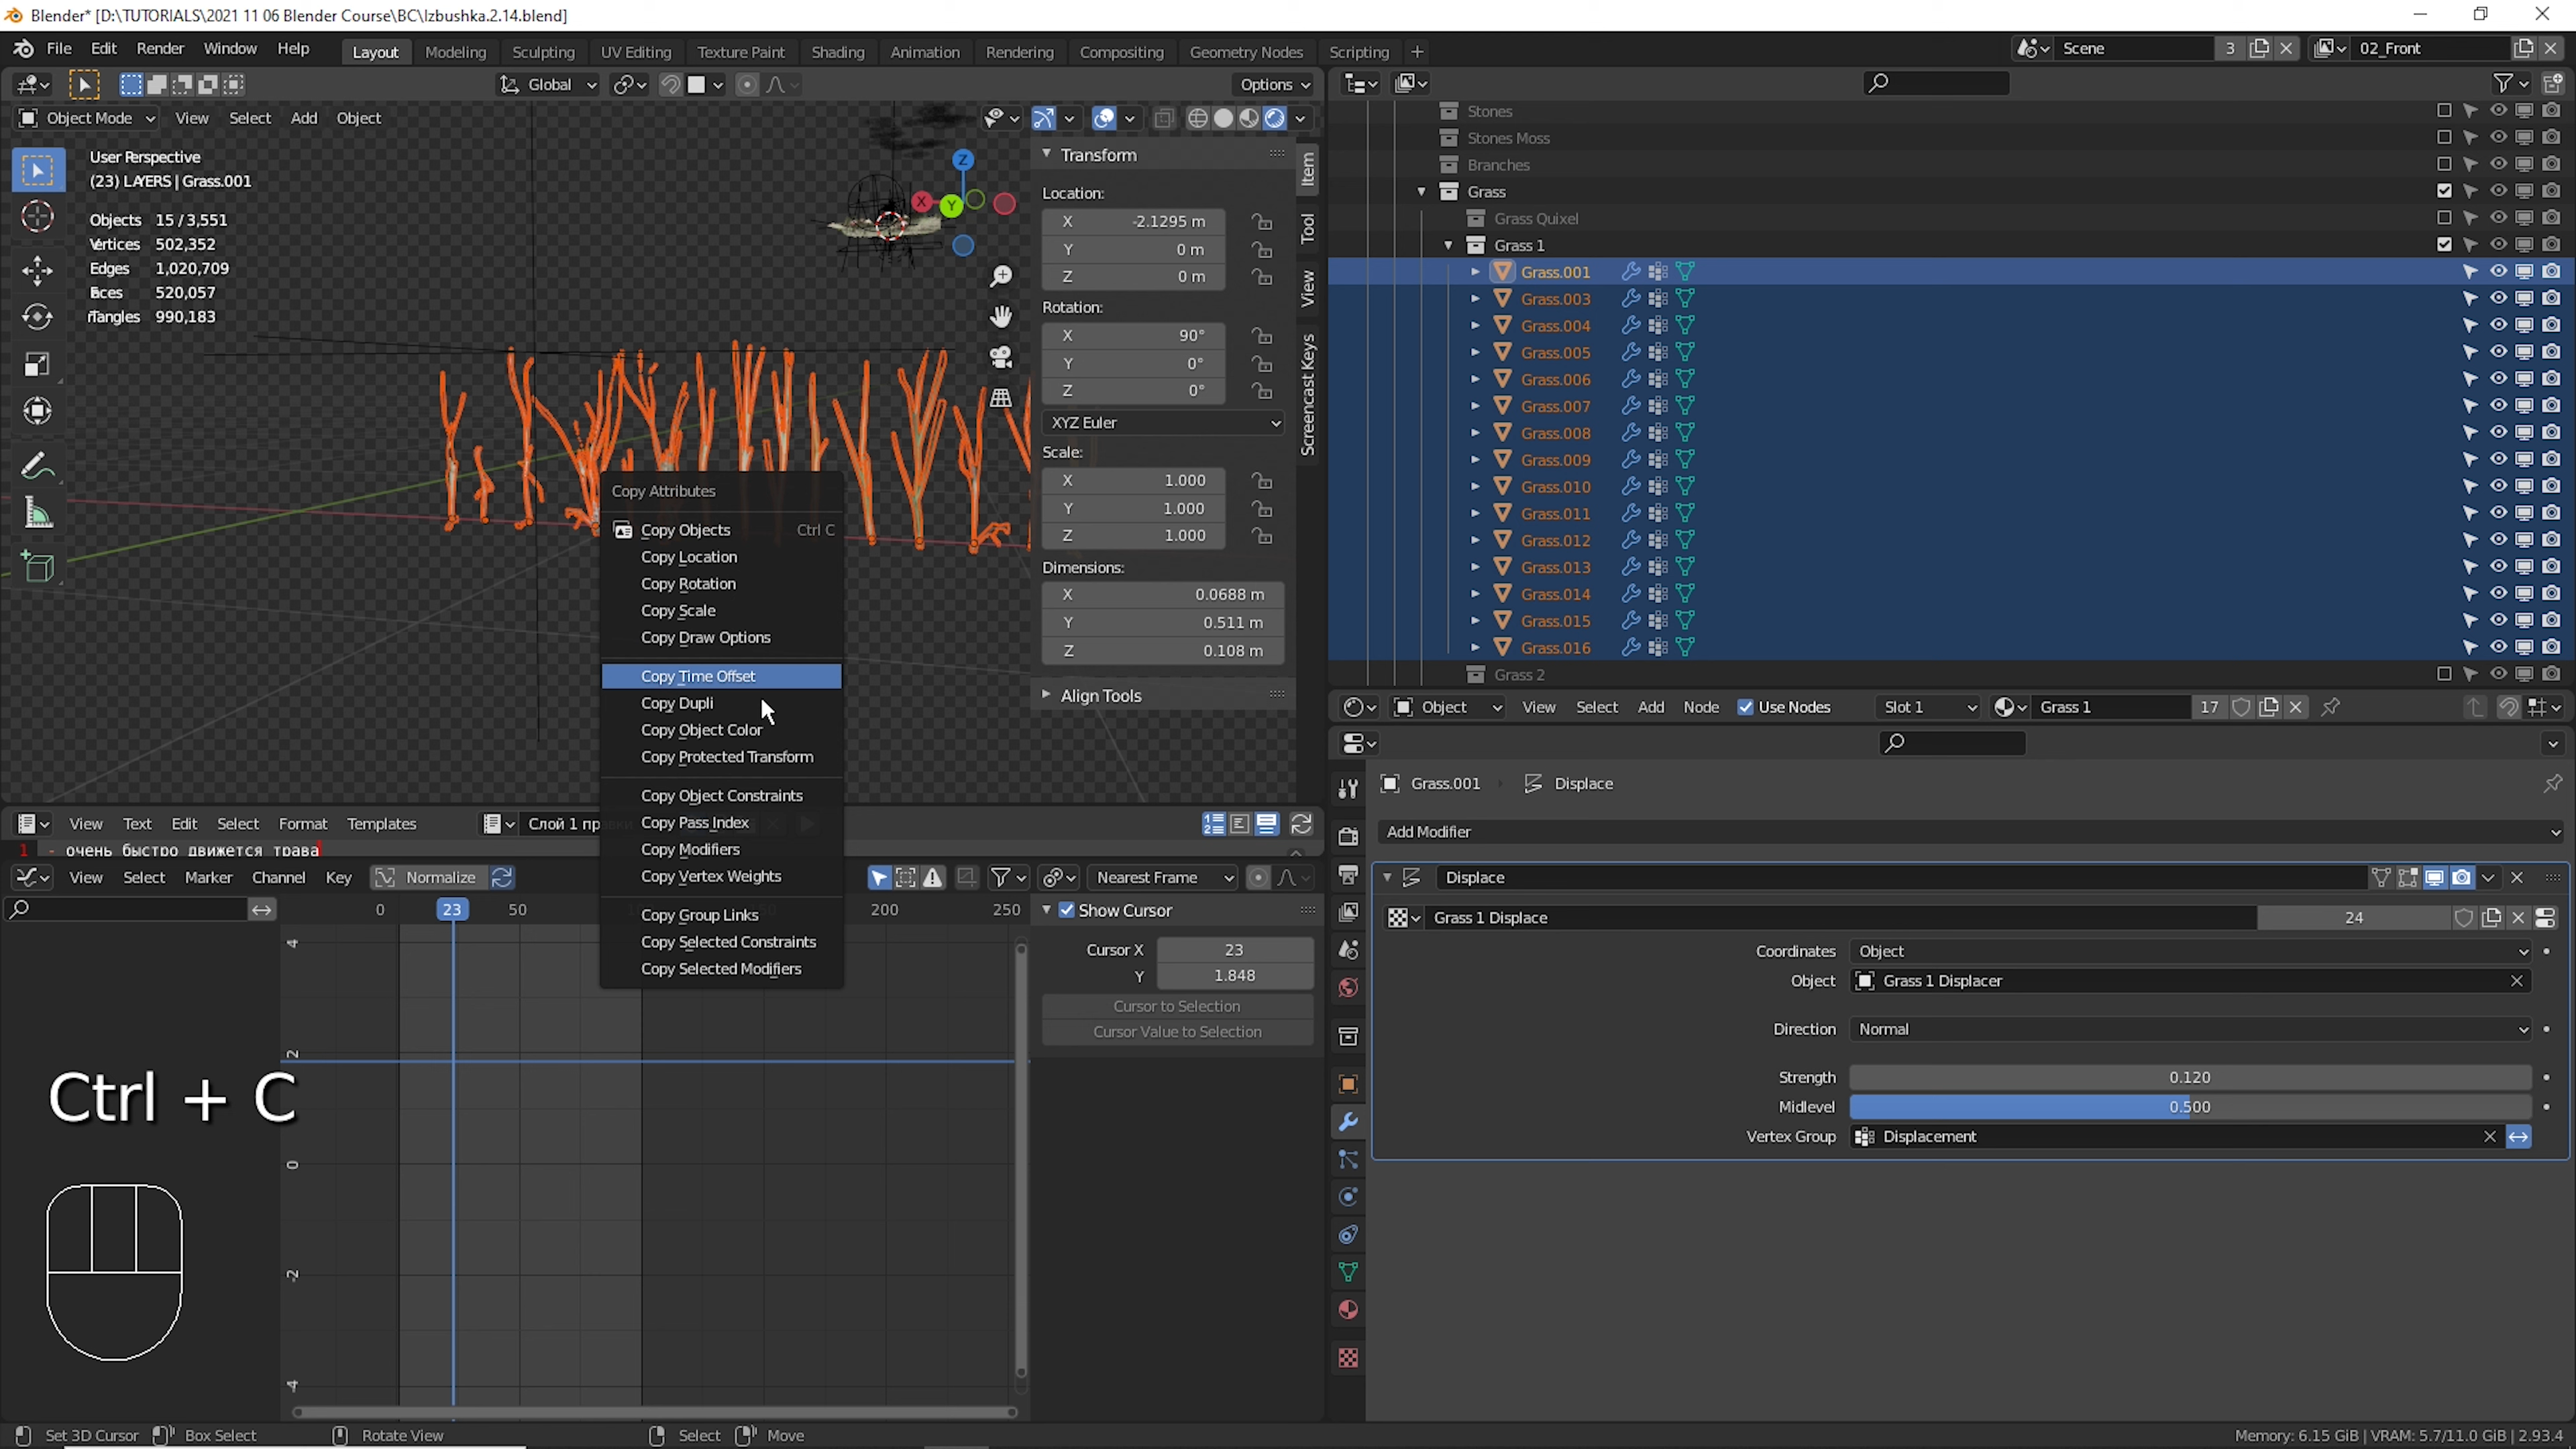 Blender* [D:\TUTORIALS\2021 11 06 Blender Course\BC\Izbushka.2.14.blend]
File Edit Render Window Help Layout Modeling Sculpting UV Editing Texture Paint Shading Animation Rendering Compositing Geometry Nodes Scripting + Scene 3 02_Front
Global Options
Object Mode View Select Add Object
User Perspective
(23) LAYERS | Grass.001
Objects 15 / 3,551
Vertices 502,352
Edges 1,020,709
Faces 520,057
Triangles 990,183
Z
X
Y
Transform
Location:
X -2.1295 m
Y 0 m
Z 0 m
Rotation:
X 90°
Y 0°
Z 0°
XYZ Euler
Scale:
X 1.000
Y 1.000
Z 1.000
Dimensions:
X 0.0688 m
Y 0.511 m
Z 0.108 m
Align Tools
Item
Tool
View
Screencast Keys
Copy Attributes
Copy Objects Ctrl C
Copy Location
Copy Rotation
Copy Scale
Copy Draw Options
Copy Time Offset
Copy Dupli
Copy Object Color
Copy Protected Transform
Copy Object Constraints
Copy Pass Index
Copy Modifiers
Copy Vertex Weights
Copy Group Links
Copy Selected Constraints
Copy Selected Modifiers
Stones
Stones Moss
Branches
Grass
Grass Quixel
Grass 1
Grass.001
Grass.003
Grass.004
Grass.005
Grass.006
Grass.007
Grass.008
Grass.009
Grass.010
Grass.011
Grass.012
Grass.013
Grass.014
Grass.015
Grass.016
Grass 2
Object View Select Add Node Use Nodes Slot 1 Grass 1 17
Grass.001 Displace
Add Modifier
Displace
Grass 1 Displace 24
Coordinates Object
Object Grass 1 Displacer
Direction Normal
Strength 0.120
Midlevel 0.500
Vertex Group Displacement
View Text Edit Select Format Templates Слой 1 пр
1 - очень быстро движется трава
View Select Marker Channel Key Normalize Nearest Frame
0 23 50 200 250
4
2
0
-2
-4
Show Cursor
Cursor X 23
Y 1.848
Cursor to Selection
Cursor Value to Selection
Ctrl + C
Set 3D Cursor Box Select Rotate View Select Move Memory: 6.15 GiB | VRAM: 5.7/11.0 GiB | 2.93.4